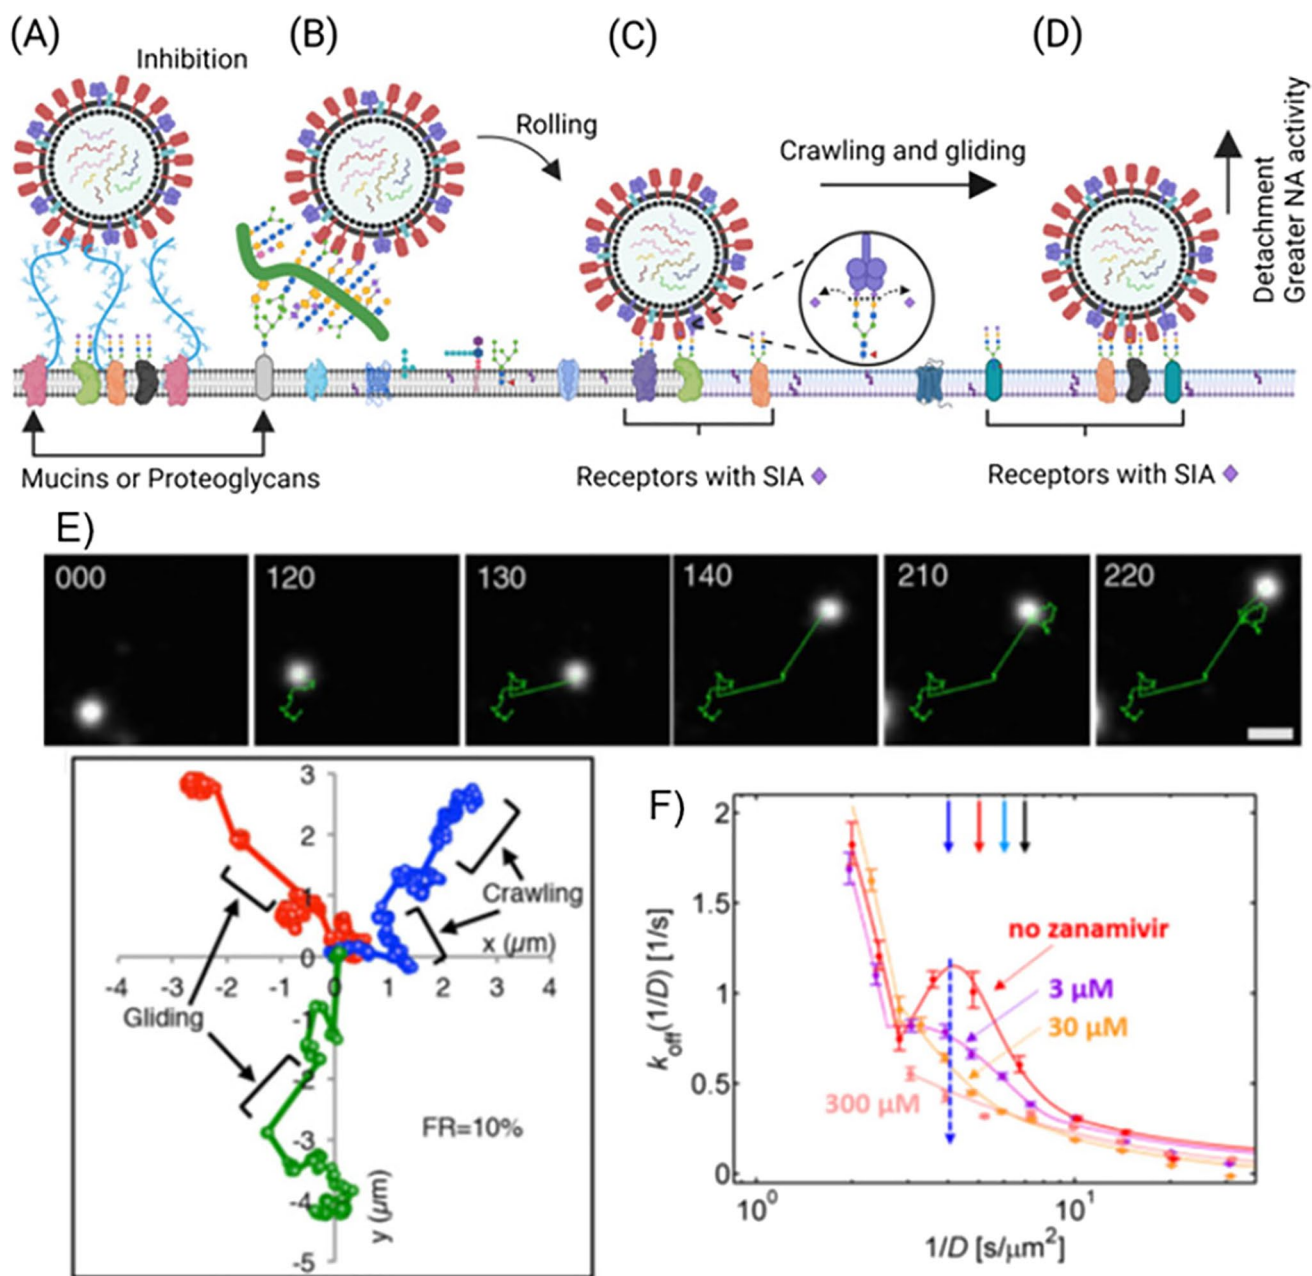 (A)
(B)
(C)
(D)
Inhibition
Rolling
Crawling and gliding
Detachment
Greater NA activity
Mucins or Proteoglycans
Receptors with SIA
Receptors with SIA
E)
000
120
130
140
210
220
3
2
1
0
-1
-2
-3
-4
-5
-4
-3
-2
-1
0
1
2
3
4
x (µm)
y (µm)
Crawling
Gliding
FR=10%
F)
2
1.5
1
0.5
0
koff(1/D) [1/s]
no zanamivir
3 µM
30 µM
300 µM
10⁰
10¹
1/D [s/µm²]